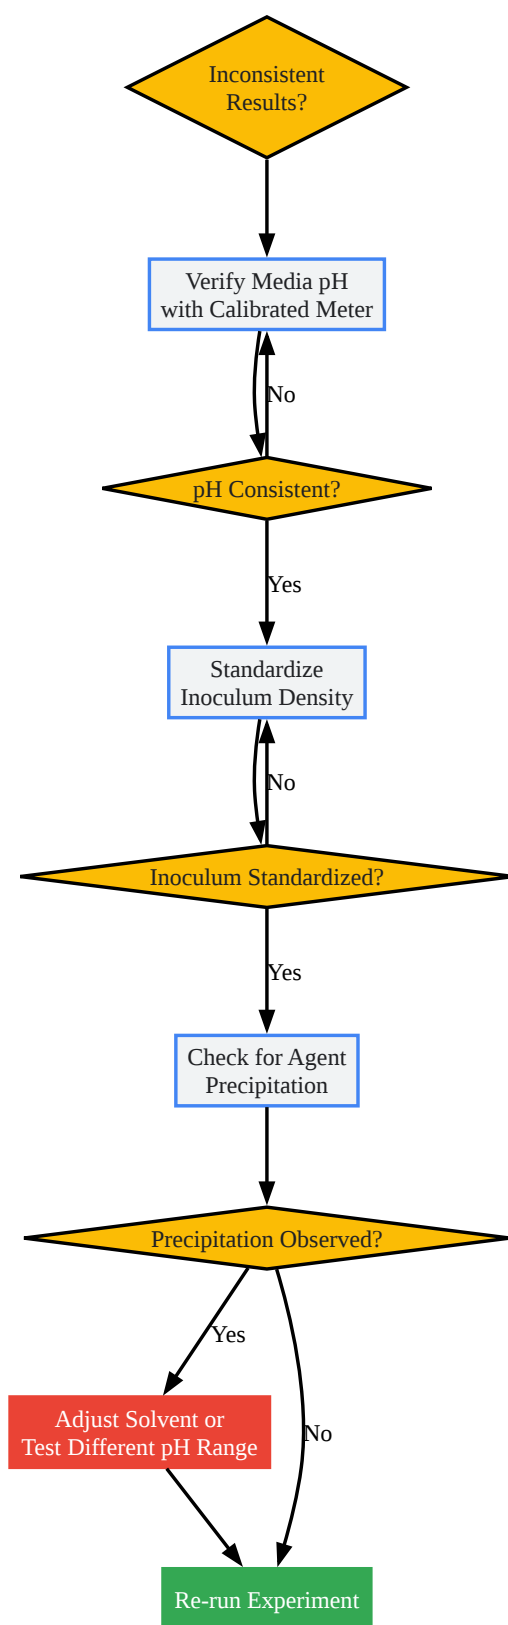 Inconsistent
Results?
Verify Media pH
with Calibrated Meter
No
pH Consistent?
Yes
Standardize
Inoculum Density
No
Inoculum Standardized?
Yes
Check for Agent
Precipitation
Precipitation Observed?
Yes
Adjust Solvent or
Test Different pH Range
No
Re-run Experiment